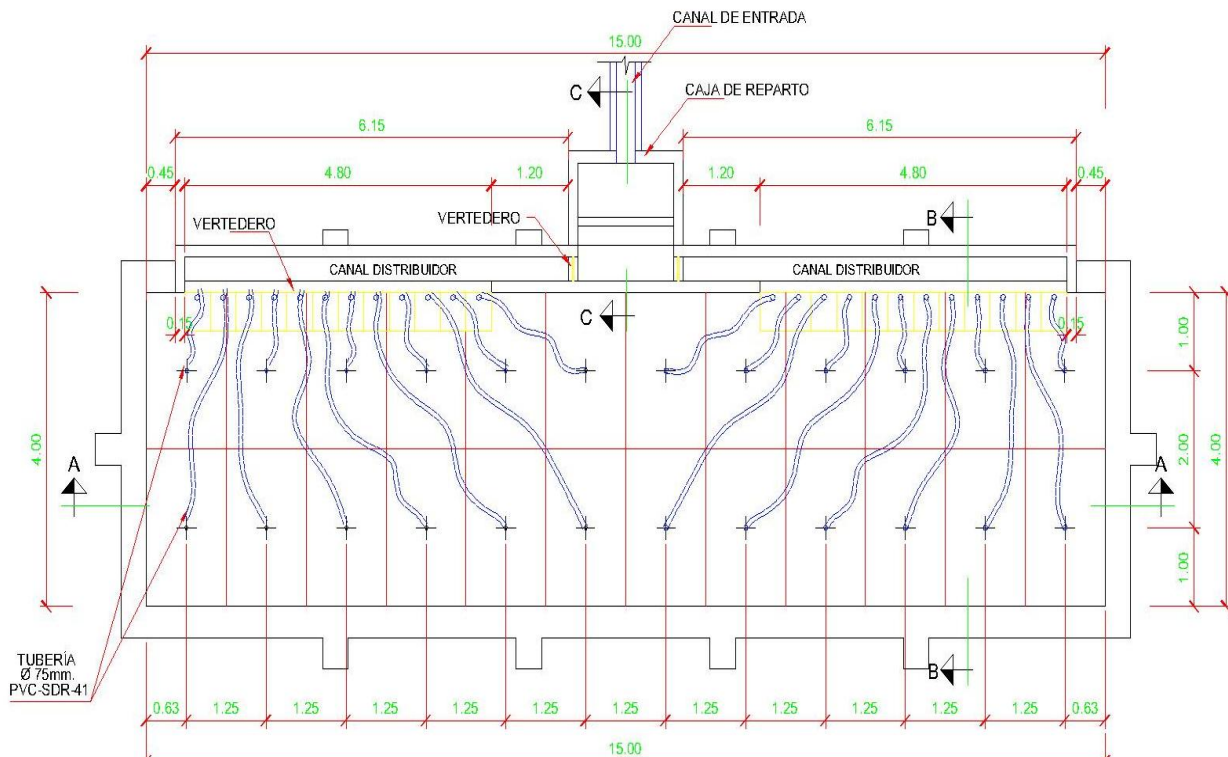 CANAL DE ENTRADA
15.00
C
CAJA DE REPARTO
6.15
6.15
0.45
4.80
1.20
1.20
4.80
0.45
VERTEDERO
VERTEDERO
B
CANAL DISTRIBUIDOR
CANAL DISTRIBUIDOR
0.15
C
0.15
1.00
4.00
2.00
4.00
A
A
1.00
TUBERÍA
Ø 75mm.
PVC-SDR-41
B
0.63
1.25
1.25
1.25
1.25
1.25
1.25
1.25
1.25
1.25
1.25
1.25
0.63
15.00